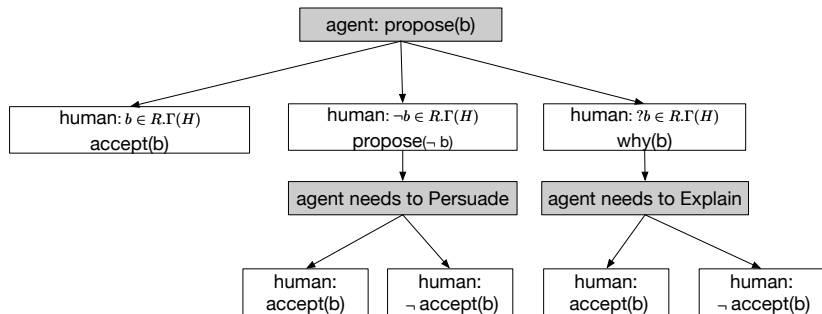 agent: propose(b)
human: b ∈ R.Γ(H)
accept(b)
human: ¬b ∈ R.Γ(H)
propose(¬ b)
human: ?b ∈ R.Γ(H)
why(b)
agent needs to Persuade
agent needs to Explain
human:
accept(b)
human:
¬ accept(b)
human:
accept(b)
human:
¬ accept(b)